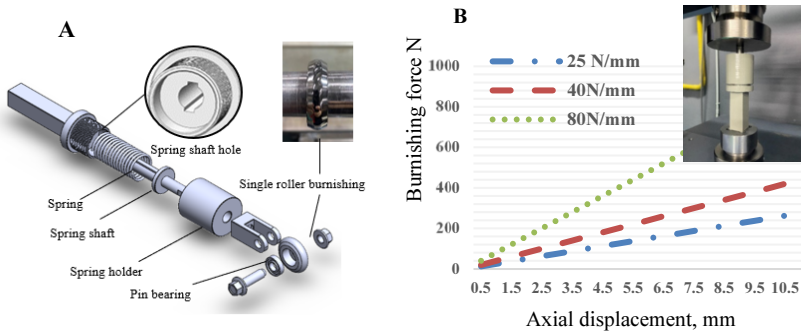 A
Spring shaft hole
Single roller burnishing
Spring
Spring shaft
Spring holder
Pin bearing
B
Burnishing force N
1000
800
600
400
200
0
25 N/mm
40N/mm
80N/mm
0.5 1.5 2.5 3.5 4.5 5.5 6.5 7.5 8.5 9.5 10.5
Axial displacement, mm